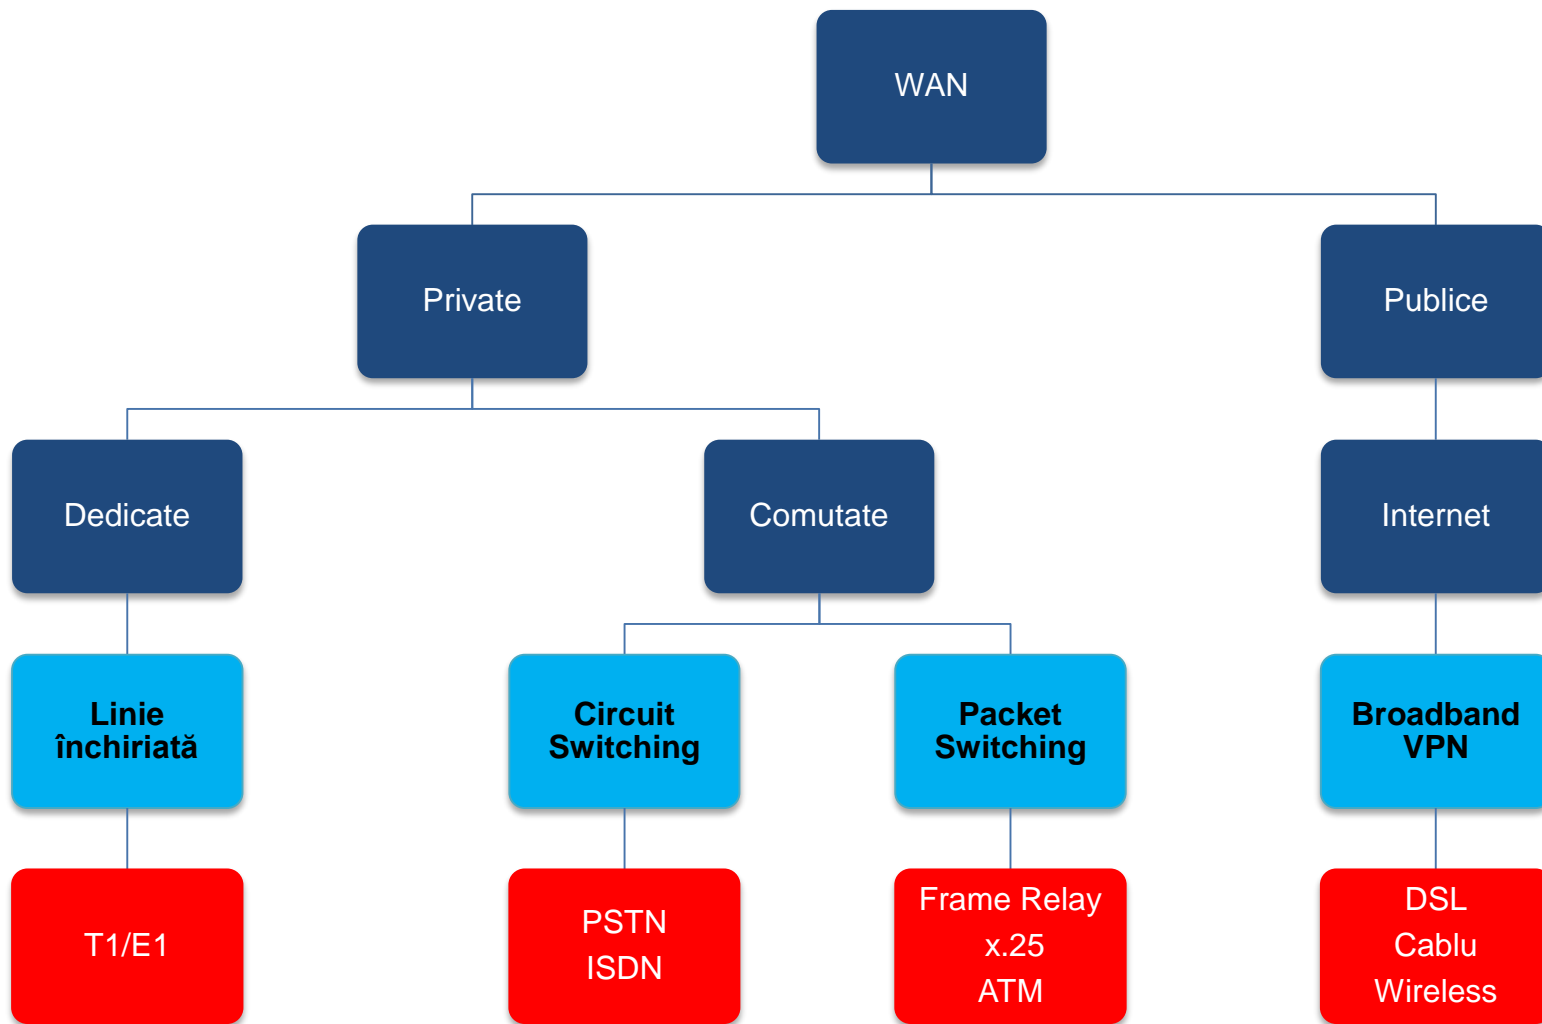 WAN
Private
Publice
Dedicate
Comutate
Internet
Linie
închiriată
Circuit
Switching
Packet
Switching
Broadband
VPN
T1/E1
PSTN
ISDN
Frame Relay
x.25
ATM
DSL
Cablu
Wireless